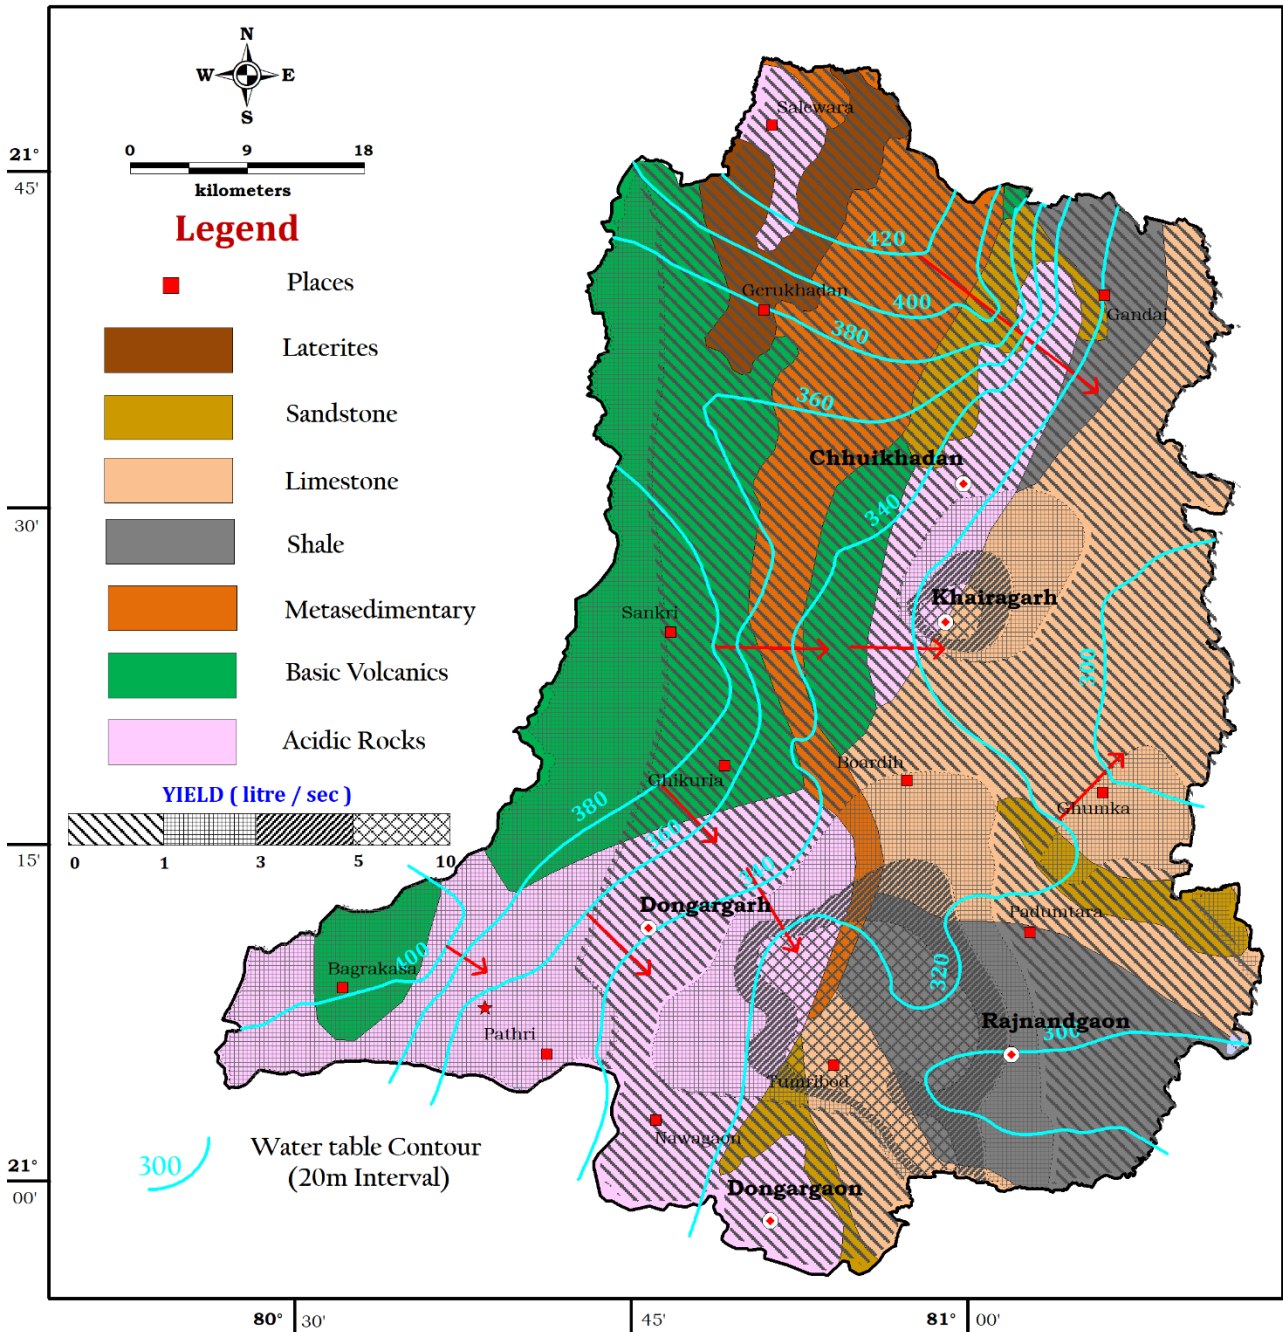 N
W E
S
0 9 18
kilometers
21°
45'
Legend
Places
Laterites
Sandstone
Limestone
Shale
Metasedimentary
Basic Volcanics
Acidic Rocks
YIELD ( litre / sec )
0 1 3 5 10
30'
15'
21°
00'
300
Water table Contour
(20m Interval)
80° 30'
45'
81° 00'
Salewara
420
Gerukhadan
400
Gandai
380
360
Chhuikhadan
340
Khairagarh
Sankri
300
Ghikuria
Boardih
Ghumka
380
360
340
Dongargarh
Padumtara
400
Bagrakasa
320
Pathri
Rajnandgaon
300
Tumribod
Nawagaon
Dongargaon